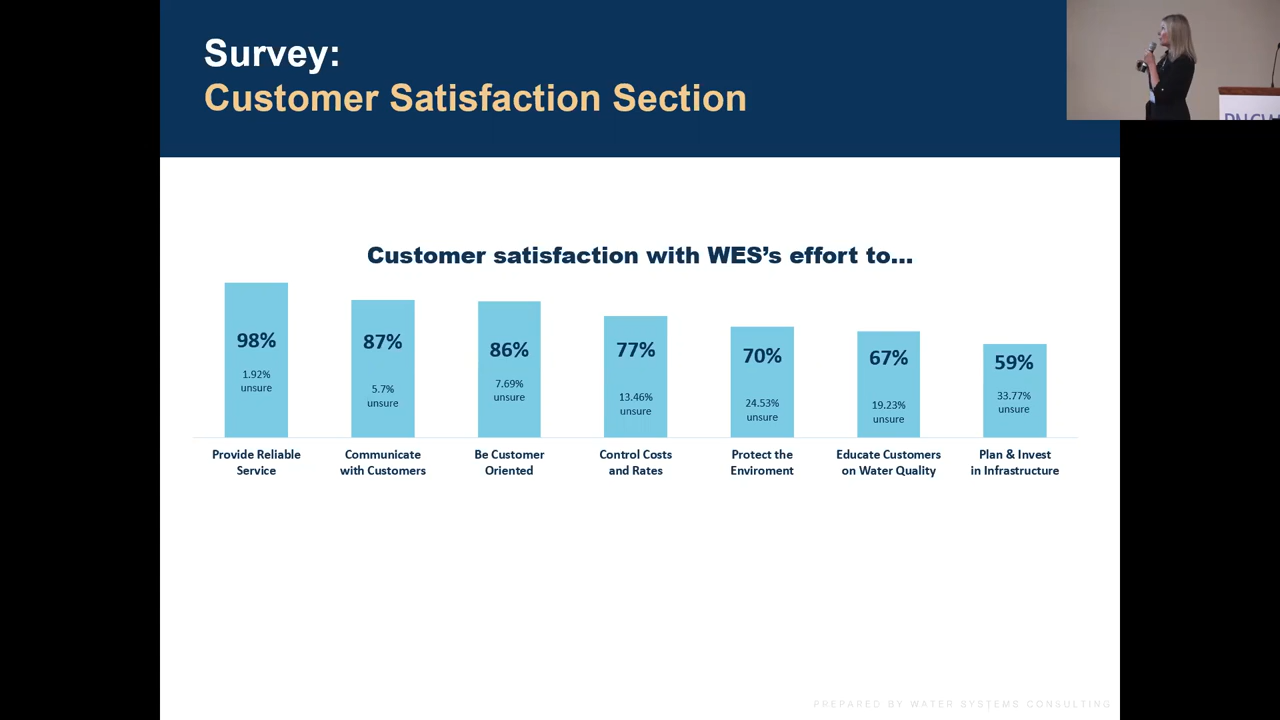 Survey:
Customer Satisfaction Section
Customer satisfaction with WES's effort to...
98%
1.92%
unsure
87%
5.7%
unsure
86%
7.69%
unsure
77%
13.46%
unsure
70%
24.53%
unsure
67%
19.23%
unsure
59%
33.77%
unsure
Provide Reliable
Service
Communicate
with Customers
Be Customer
Oriented
Control Costs
and Rates
Protect the
Enviroment
Educate Customers
on Water Quality
Plan & Invest
in Infrastructure
PREPARED BY WATER SYSTEMS CONSULTING